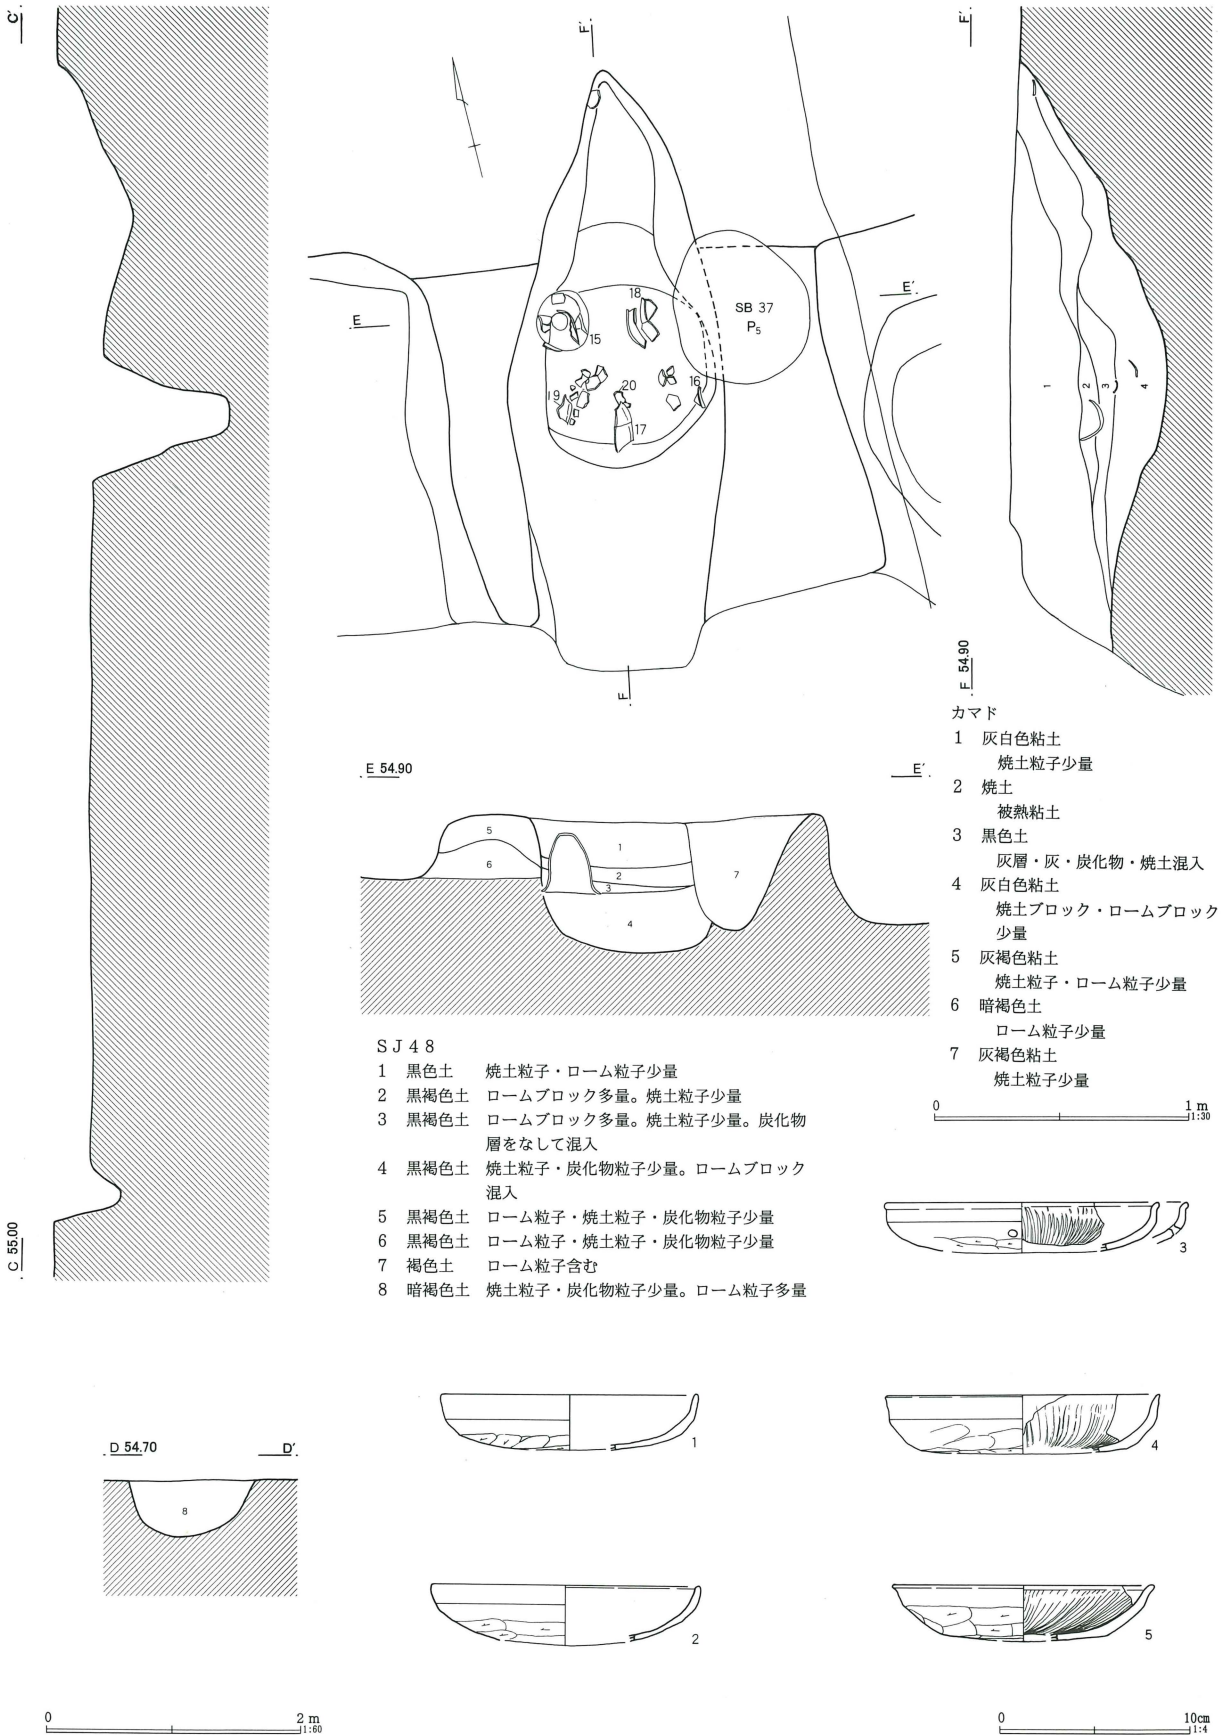 C'
F'
F'
SB 37
P5
E
E'
18
15
19
20
16
17
1
2
3
4
F
F 54.90
カマド
1 灰白色粘土
焼土粒子少量
2 焼土
被熱粘土
3 黒色土
灰層・灰・炭化物・焼土混入
4 灰白色粘土
焼土ブロック・ロームブロック
少量
5 灰褐色粘土
焼土粒子・ローム粒子少量
6 暗褐色土
ローム粒子少量
7 灰褐色粘土
焼土粒子少量
0 1 m
1:30
E 54.90
E'
5
6
1
2
3
4
7
SJ48
1 黒色土 焼土粒子・ローム粒子少量
2 黒褐色土 ロームブロック多量。焼土粒子少量
3 黒褐色土 ロームブロック多量。焼土粒子少量。炭化物
層をなして混入
4 黒褐色土 焼土粒子・炭化物粒子少量。ロームブロック
混入
5 黒褐色土 ローム粒子・焼土粒子・炭化物粒子少量
6 黒褐色土 ローム粒子・焼土粒子・炭化物粒子少量
7 褐色土 ローム粒子含む
8 暗褐色土 焼土粒子・炭化物粒子少量。ローム粒子多量
C 55.00
3
D 54.70
D'
8
1
4
2
5
0 2 m
1:60
0 10cm
1:4